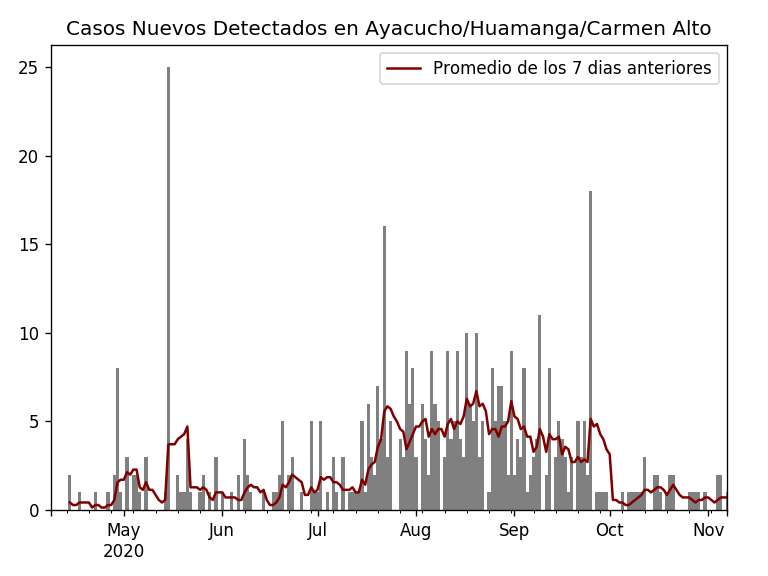 Casos Nuevos Detectados en Ayacucho/Huamanga/Carmen Alto
Promedio de los 7 dias anteriores
25
20
15
10
5
0
May Jun Jul Aug Sep Oct Nov
2020